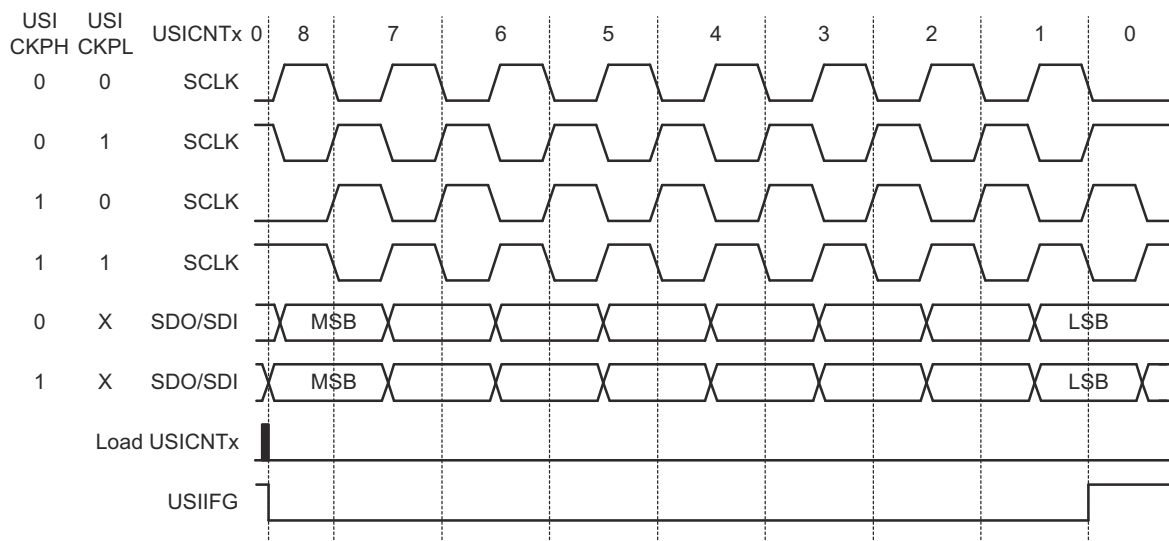 USI USI
CKPH CKPL USICNTx 0 8 7 6 5 4 3 2 1 0
0 0 SCLK
0 1 SCLK
1 0 SCLK
1 1 SCLK
0 X SDO/SDI MSB LSB
1 X SDO/SDI MSB LSB
Load USICNTx
USIIFG